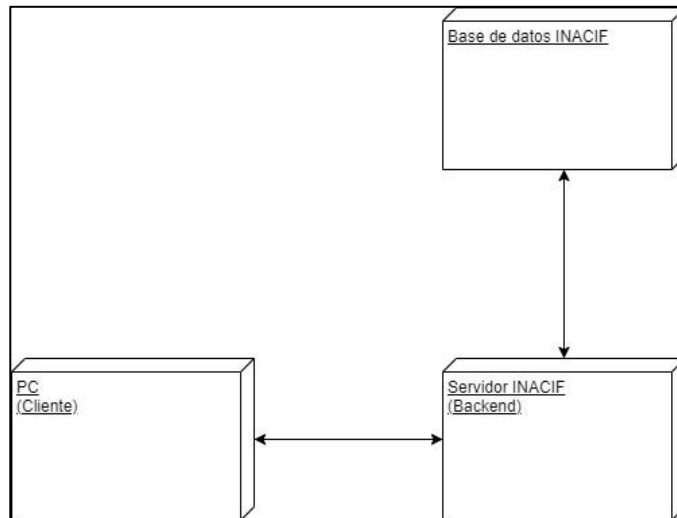 Base de datos INACIF
PC
(Cliente)
Servidor INACIF
(Backend)